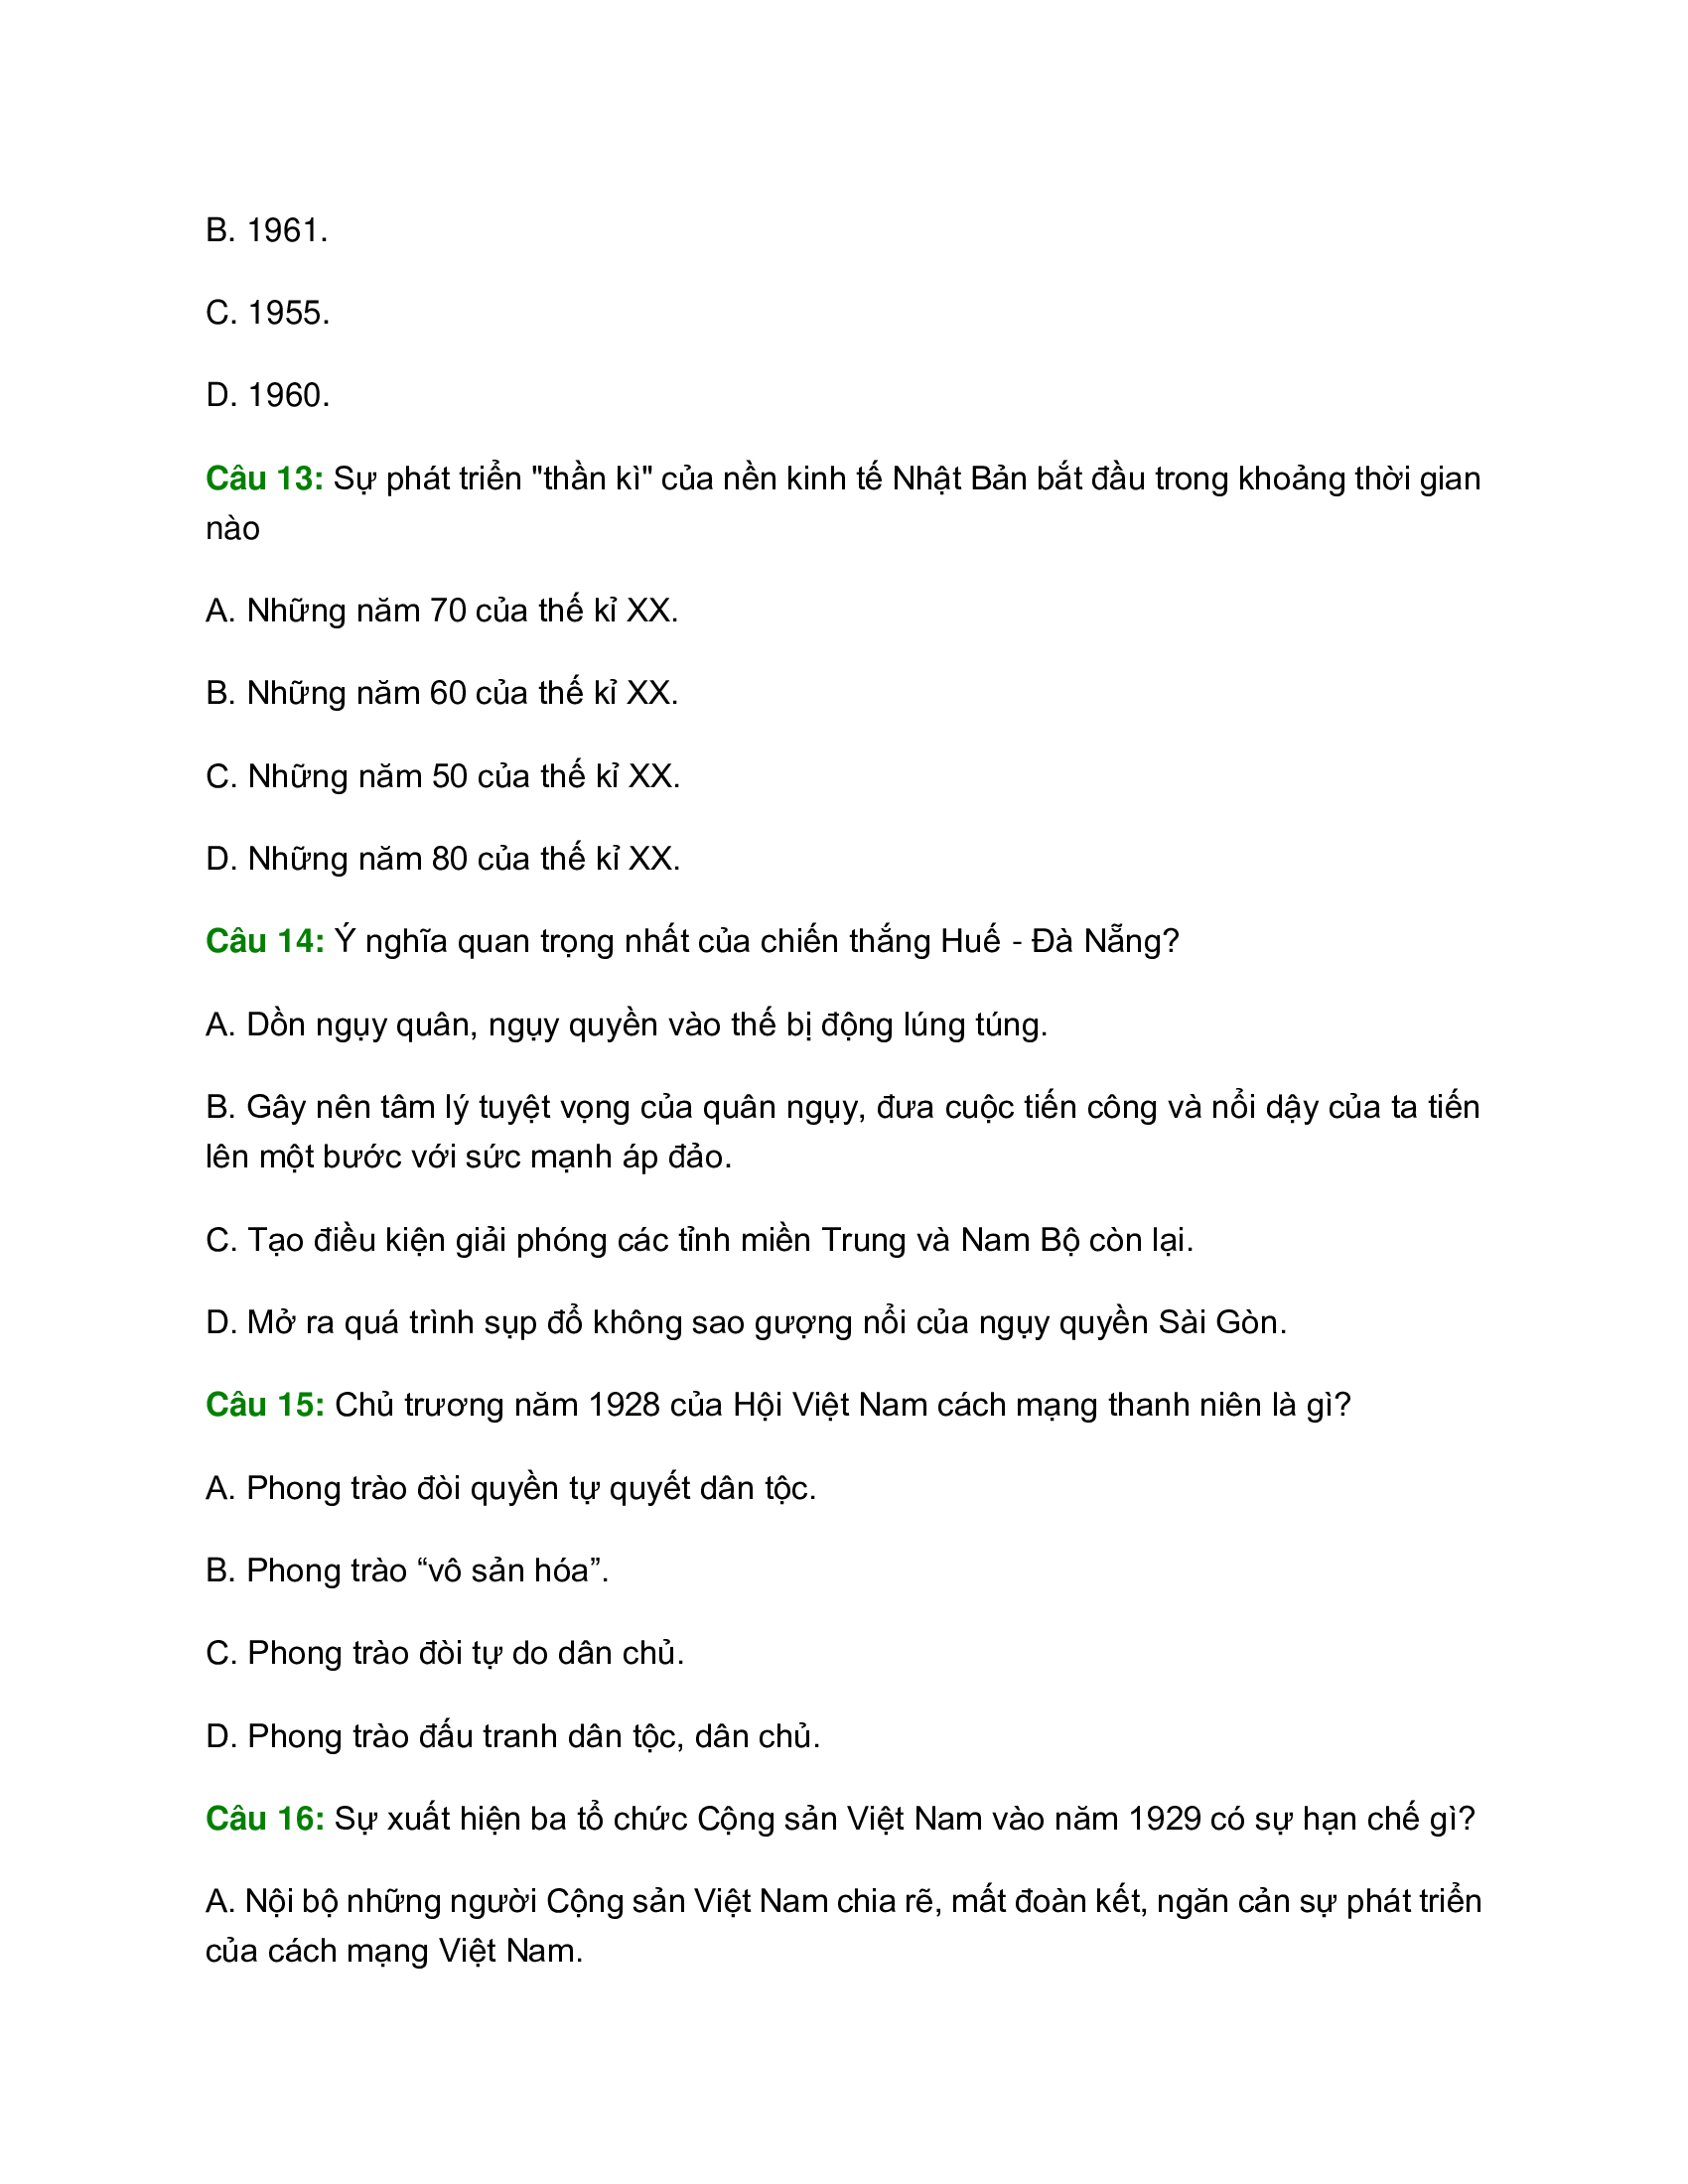 B. 1961.
C. 1955.
D. 1960.
Câu 13: Sự phát triển "thần kì" của nền kinh tế Nhật Bản bắt đầu trong khoảng thời gian
nào
A. Những năm 70 của thế kỉ XX.
B. Những năm 60 của thế kỉ XX.
C. Những năm 50 của thế kỉ XX.
D. Những năm 80 của thế kỉ XX.
Câu 14: Ý nghĩa quan trọng nhất của chiến thắng Huế - Đà Nẵng?
A. Dồn ngụy quân, ngụy quyền vào thế bị động lúng túng.
B. Gây nên tâm lý tuyệt vọng của quân ngụy, đưa cuộc tiến công và nổi dậy của ta tiến
lên một bước với sức mạnh áp đảo.
C. Tạo điều kiện giải phóng các tỉnh miền Trung và Nam Bộ còn lại.
D. Mở ra quá trình sụp đổ không sao gượng nổi của ngụy quyền Sài Gòn.
Câu 15: Chủ trương năm 1928 của Hội Việt Nam cách mạng thanh niên là gì?
A. Phong trào đòi quyền tự quyết dân tộc.
B. Phong trào “vô sản hóa”.
C. Phong trào đòi tự do dân chủ.
D. Phong trào đấu tranh dân tộc, dân chủ.
Câu 16: Sự xuất hiện ba tổ chức Cộng sản Việt Nam vào năm 1929 có sự hạn chế gì?
A. Nội bộ những người Cộng sản Việt Nam chia rẽ, mất đoàn kết, ngăn cản sự phát triển
của cách mạng Việt Nam.